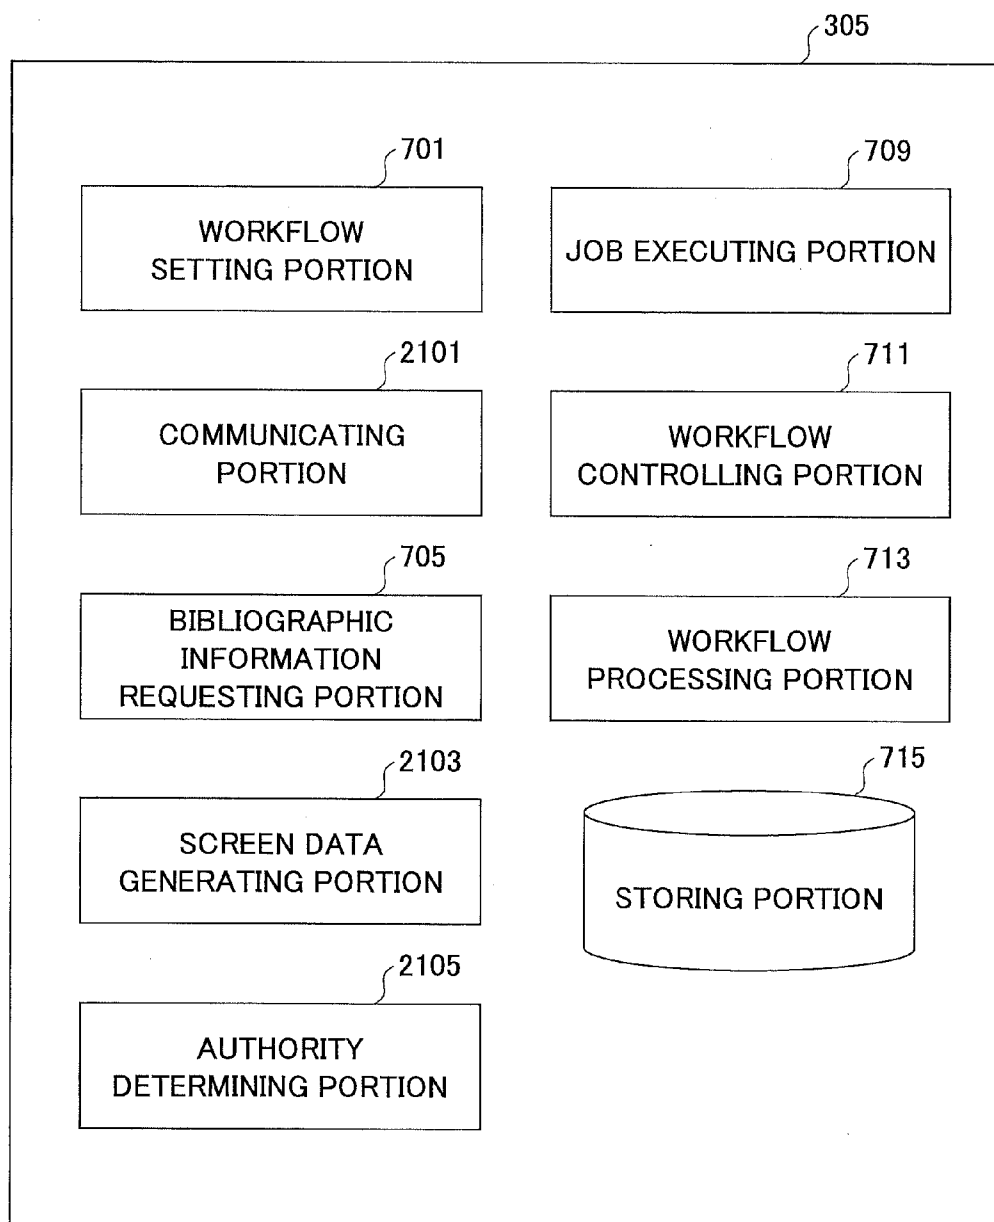 305
701
WORKFLOW
SETTING PORTION
709
JOB EXECUTING PORTION
2101
COMMUNICATING
PORTION
711
WORKFLOW
CONTROLLING PORTION
705
BIBLIOGRAPHIC
INFORMATION
REQUESTING PORTION
713
WORKFLOW
PROCESSING PORTION
2103
SCREEN DATA
GENERATING PORTION
715
STORING PORTION
2105
AUTHORITY
DETERMINING PORTION